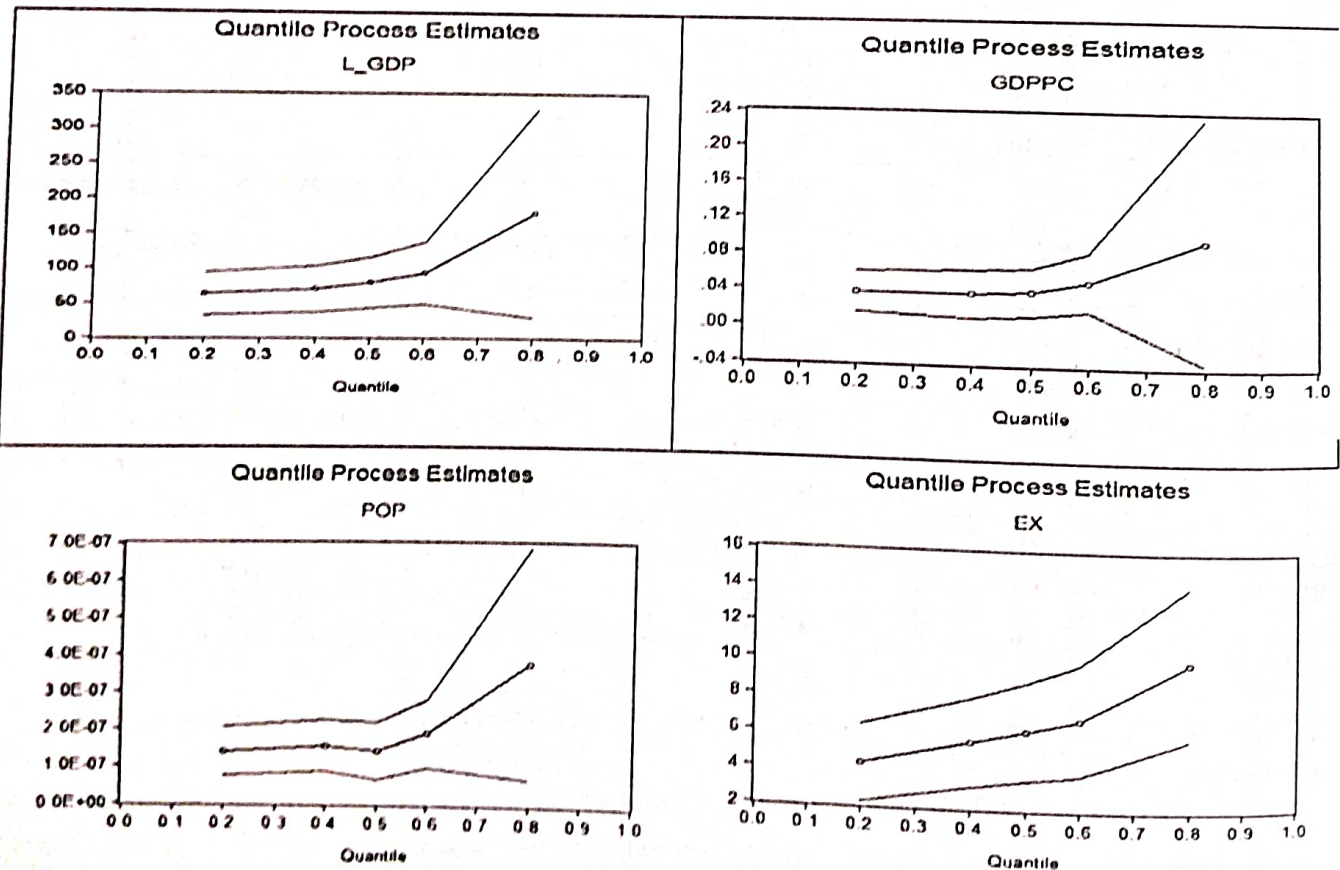 Quantile Process Estimates
L_GDP
350
300
250
200
150
100
50
0
0.0 0.1 0.2 0.3 0.4 0.5 0.6 0.7 0.8 0.9 1.0
Quantile
Quantile Process Estimates
GDPPC
.24
.20
.16
.12
.08
.04
.00
-.04
0.0 0.1 0.2 0.3 0.4 0.5 0.6 0.7 0.8 0.9 1.0
Quantile
Quantile Process Estimates
POP
7 0E-07
6 0E-07
5 0E-07
4.0E-07
3 0E-07
2 0E-07
1 0E-07
0 0E+00
0 0 0 1 0 2 0 3 0 4 0 5 0 6 0 7 0 8 0 9 1 0
Quantile
Quantile Process Estimates
EX
16
14
12
10
8
6
4
2
0.0 0 1 0.2 0.3 0 4 0.5 0.6 0.7 0.8 0.9 1.0
Quantile